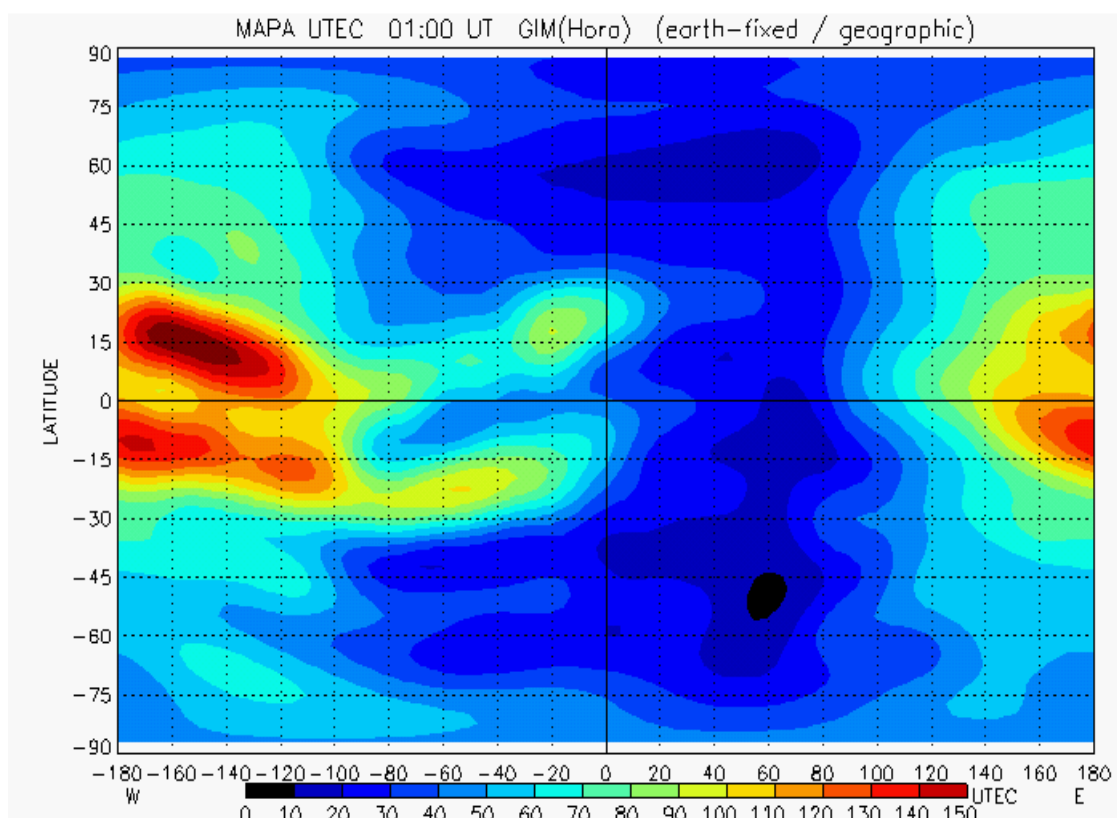 MAPA UTEC 01:00 UT GIM(Hora) (earth-fixed / geographic)
90
75
60
45
30
15
0
-15
-30
-45
-60
-75
-90
LATITUDE
-180 -160 -140 -120 -100 -80 -60 -40 -20 0 20 40 60 80 100 120 140 160 180
W UTEC E
0 10 20 30 40 50 60 70 80 90 100 110 120 130 140 150